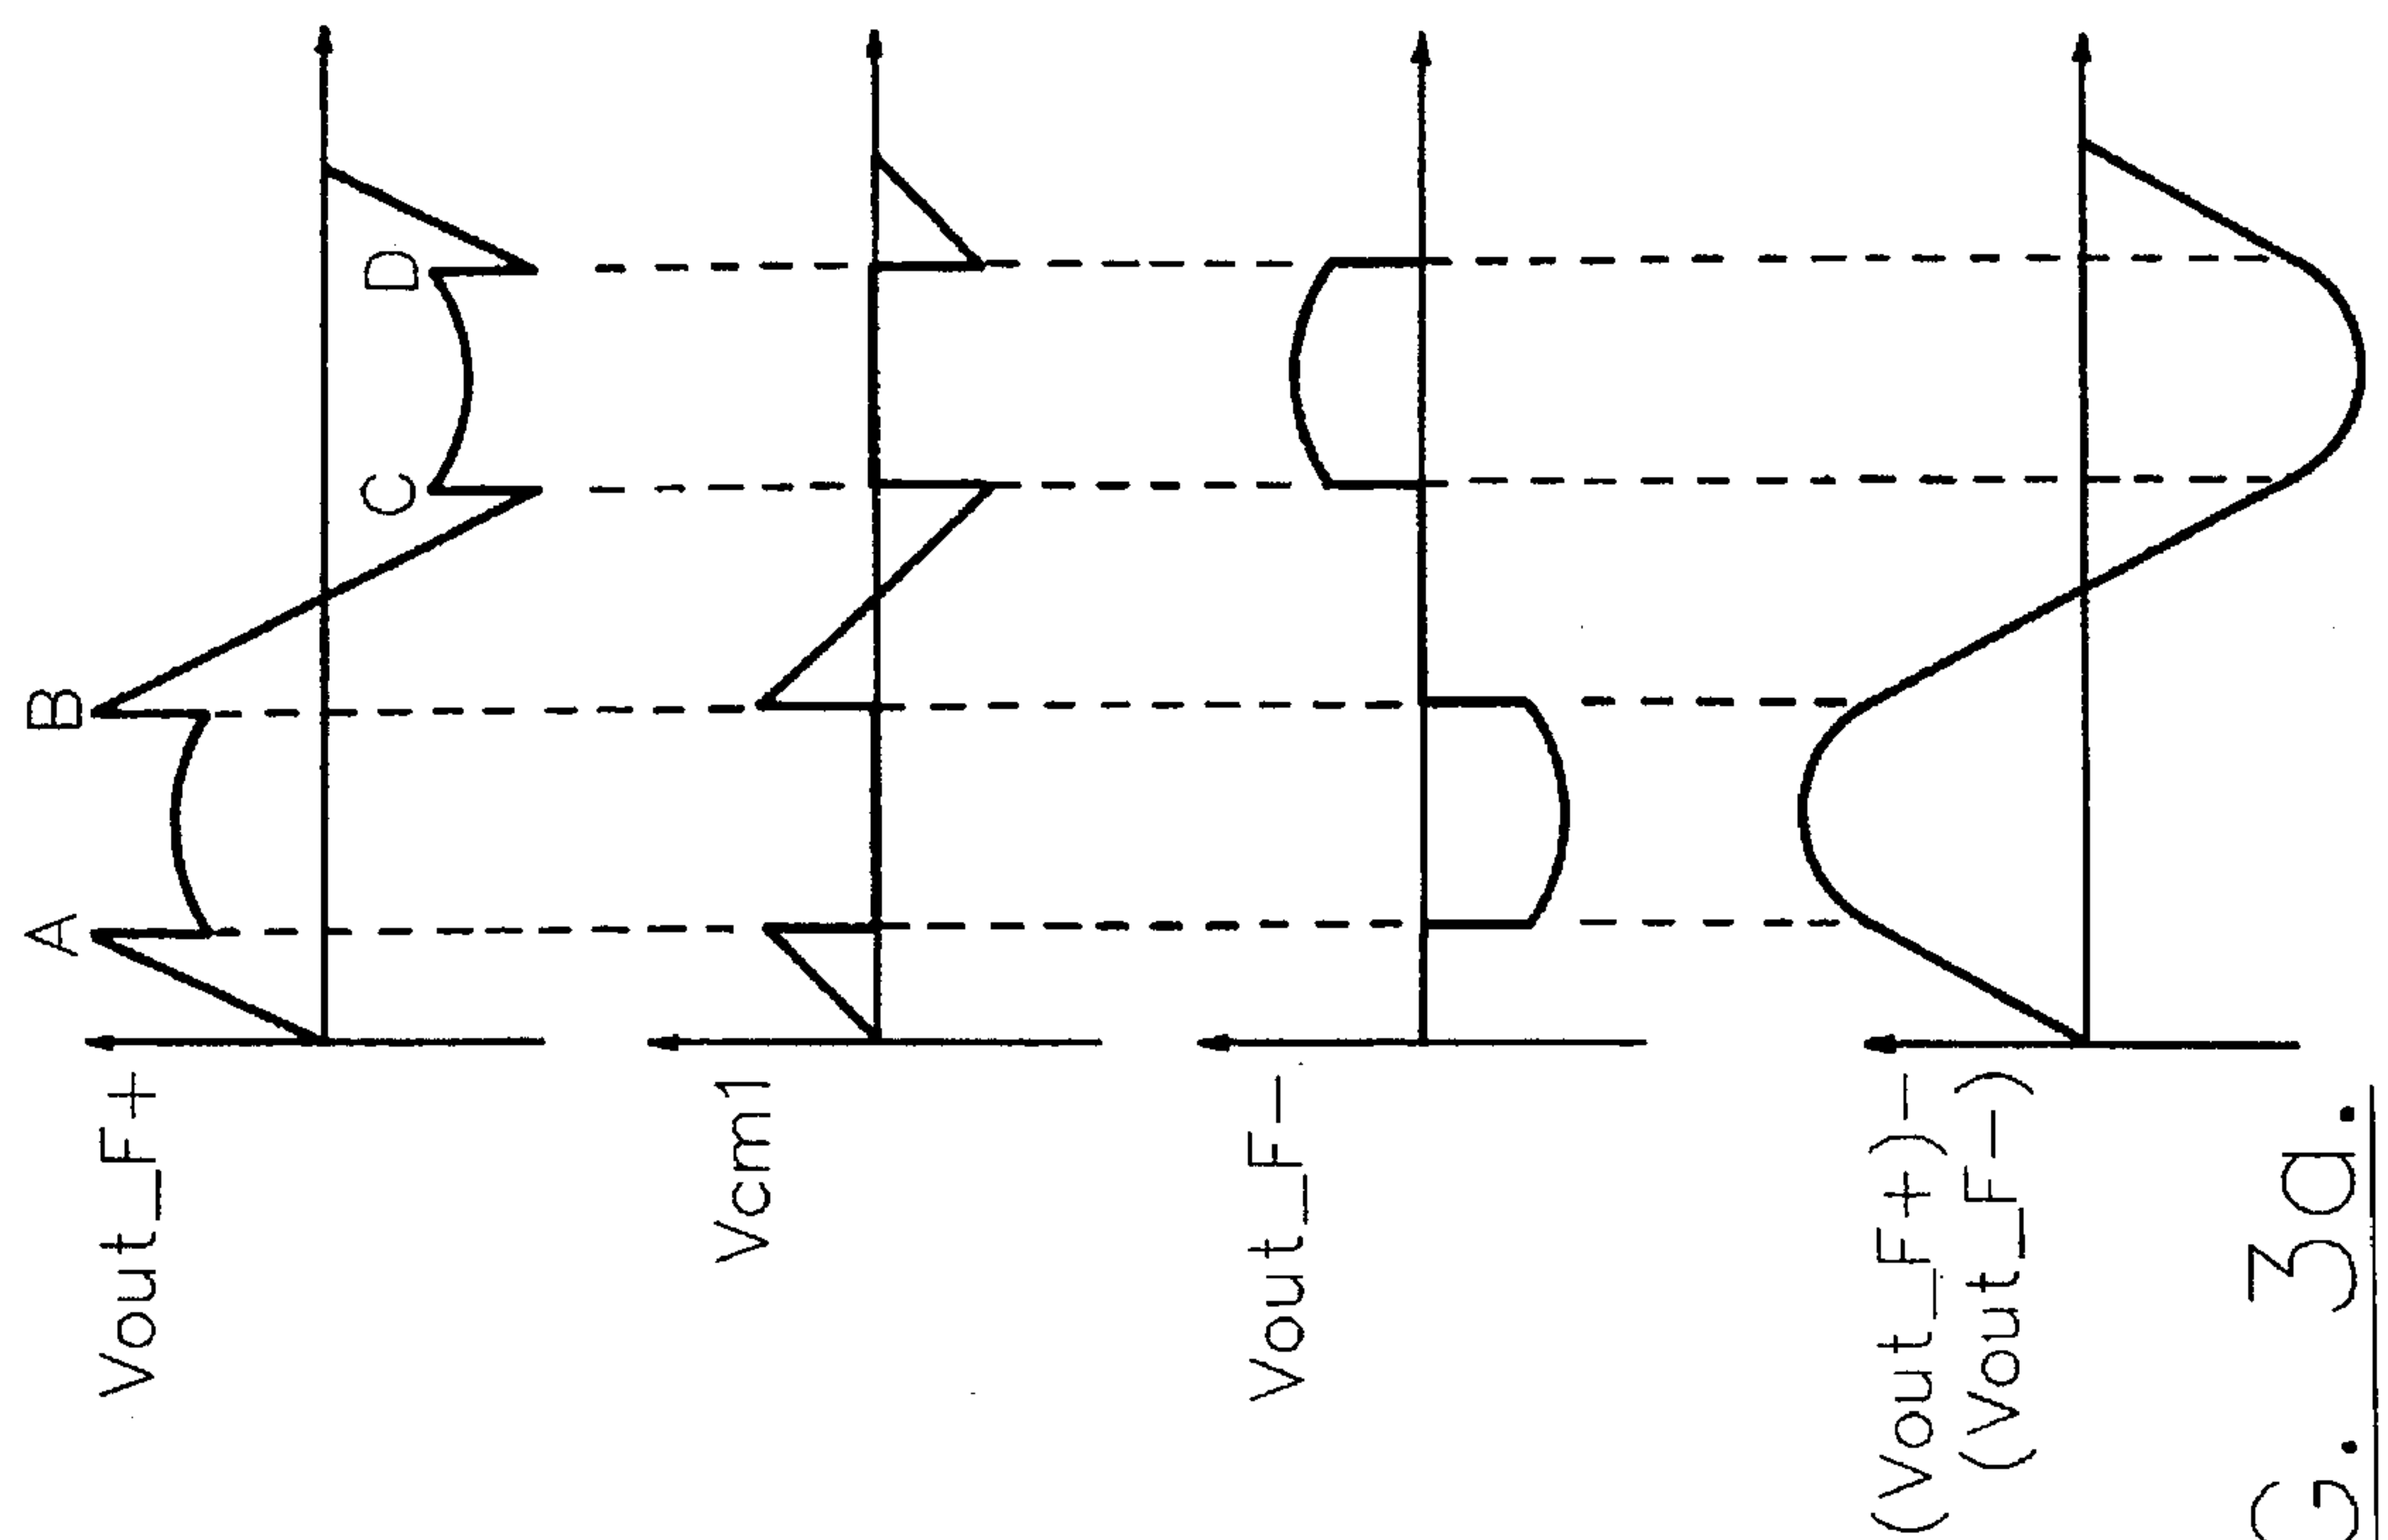 A
B
C
D
Vout_F+
Vcm1
Vout_F-
(Vout_F+)-
(Vout_F-)
G. 3a.